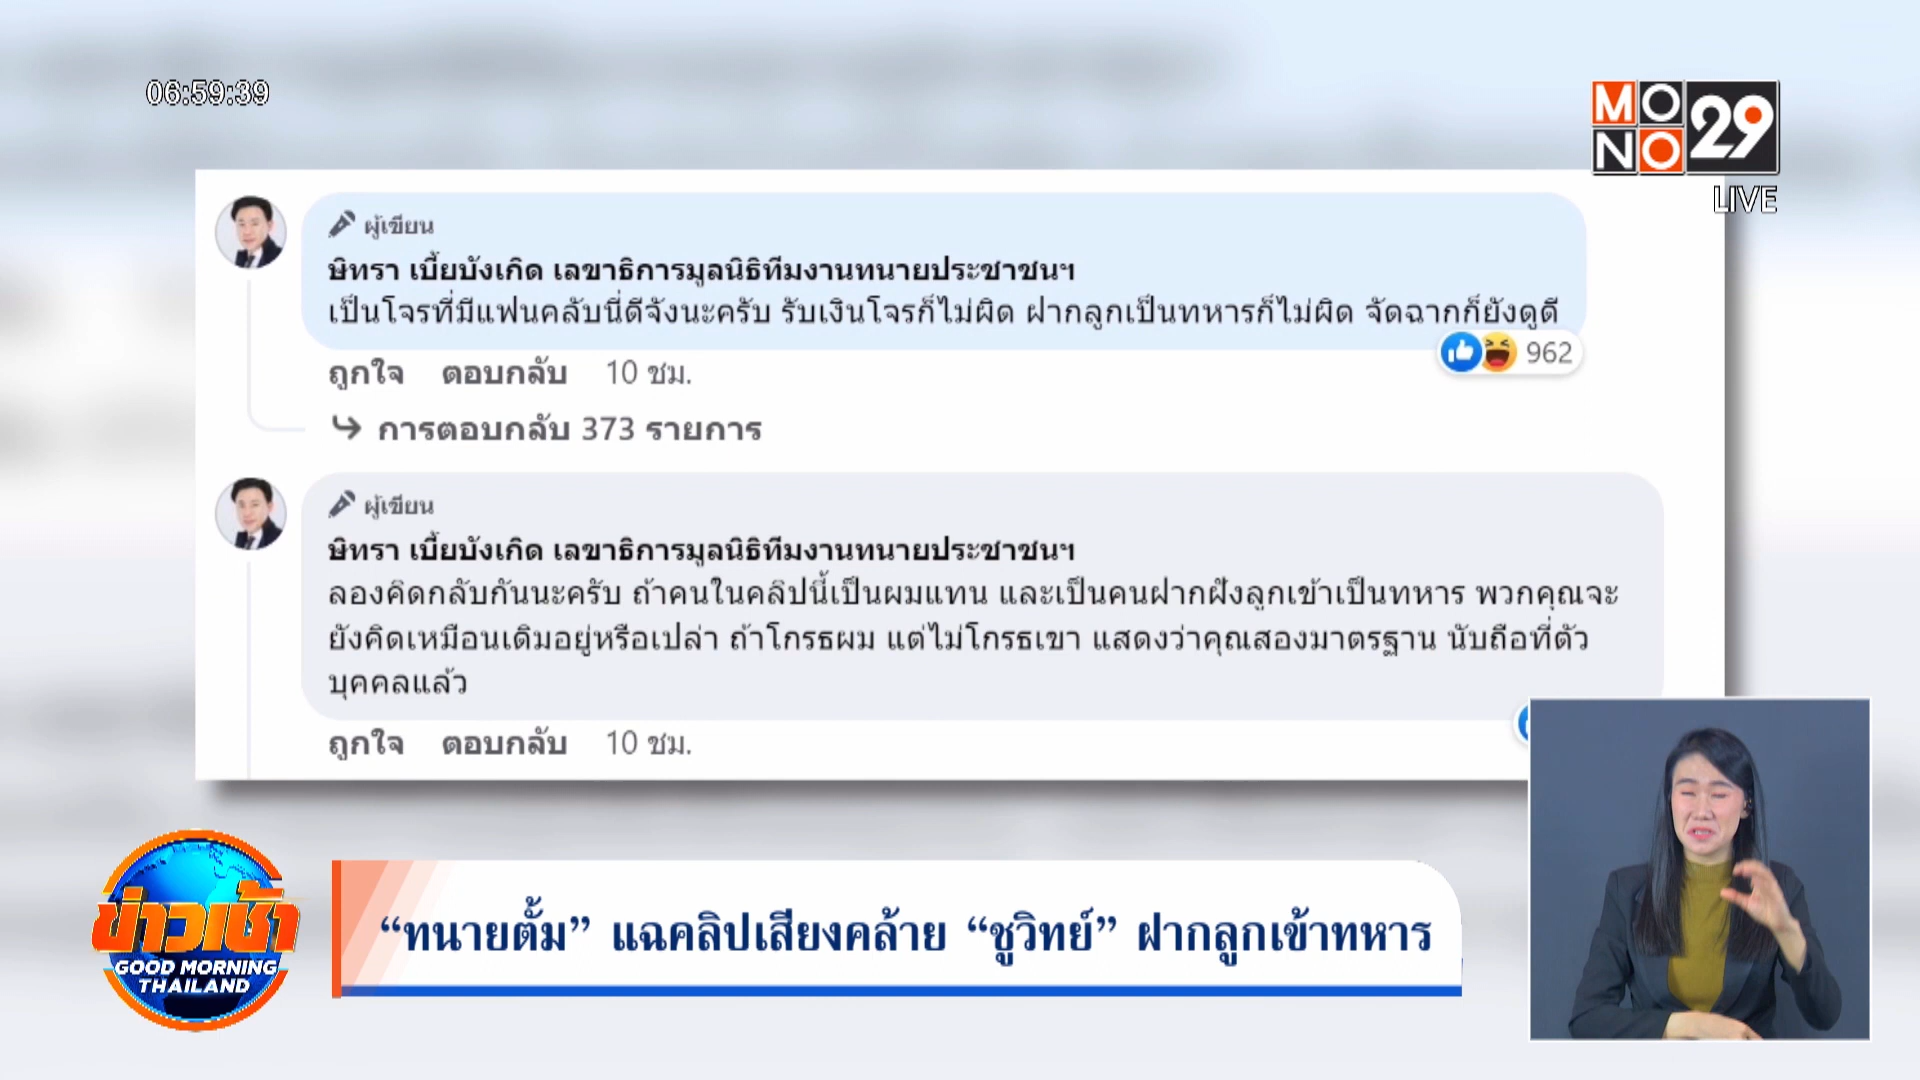 06:59:39
MONO 29
LIVE
ผู้เขียน
ษิทรา เบี้ยบังเกิด เลขาธิการมูลนิธิทีมงานทนายประชาชนฯ
เป็นโจรที่มีแฟนคลับนี่ดีจังนะครับ รับเงินโจรก็ไม่ผิด ฝากลูกเป็นทหารก็ไม่ผิด จัดฉากก็ยังดูดี
962
ถูกใจ ตอบกลับ 10 ชม.
การตอบกลับ 373 รายการ
ผู้เขียน
ษิทรา เบี้ยบังเกิด เลขาธิการมูลนิธิทีมงานทนายประชาชนฯ
ลองคิดกลับกันนะครับ ถ้าคนในคลิปนี้เป็นผมแทน และเป็นคนฝากฝังลูกเข้าเป็นทหาร พวกคุณจะ
ยังคิดเหมือนเดิมอยู่หรือเปล่า ถ้าโกรธผม แต่ไม่โกรธเขา แสดงว่าคุณสองมาตรฐาน นับถือที่ตัว
บุคคลแล้ว
ถูกใจ ตอบกลับ 10 ชม.
ข่าวเช้า
GOOD MORNING
THAILAND
“ทนายตั้ม” แฉคลิปเสียงคล้าย “ชูวิทย์” ฝากลูกเข้าทหาร